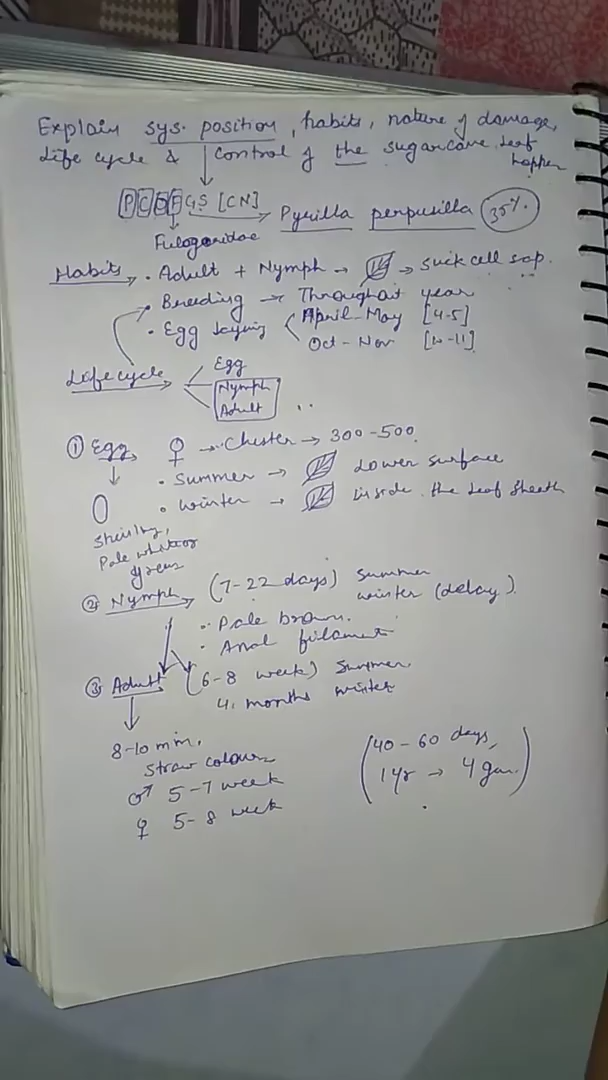 Explain sys. position, habits, nature of damage,
Life cycle & control of the sugarcane leaf
hopper
PCOFGS [CN] → Pyrilla perpusilla 35%
Fulogoridae
Habits → . Adult + Nymph → → suck cell sap.
. Breeding → Throughout year
. Egg laying April-May [4-5]
Oct-Nov [10-11]
Life cycle → Egg
Nymph
Adult
① Egg → ♀ → Cluster → 300-500
. Summer → Lower surface
. Winter → inside the leaf sheath
Pale whitish
green
② Nymph → (7-22 days) Summer
winter (delay)
. Pale brown.
. Anal filament
③ Adult (6-8 week) Summer
4. months winter
8-10 mm.
Straw colour
♂ 5-7 week
♀ 5-8 week
(40-60 days,
1 yr → 4 gen.)